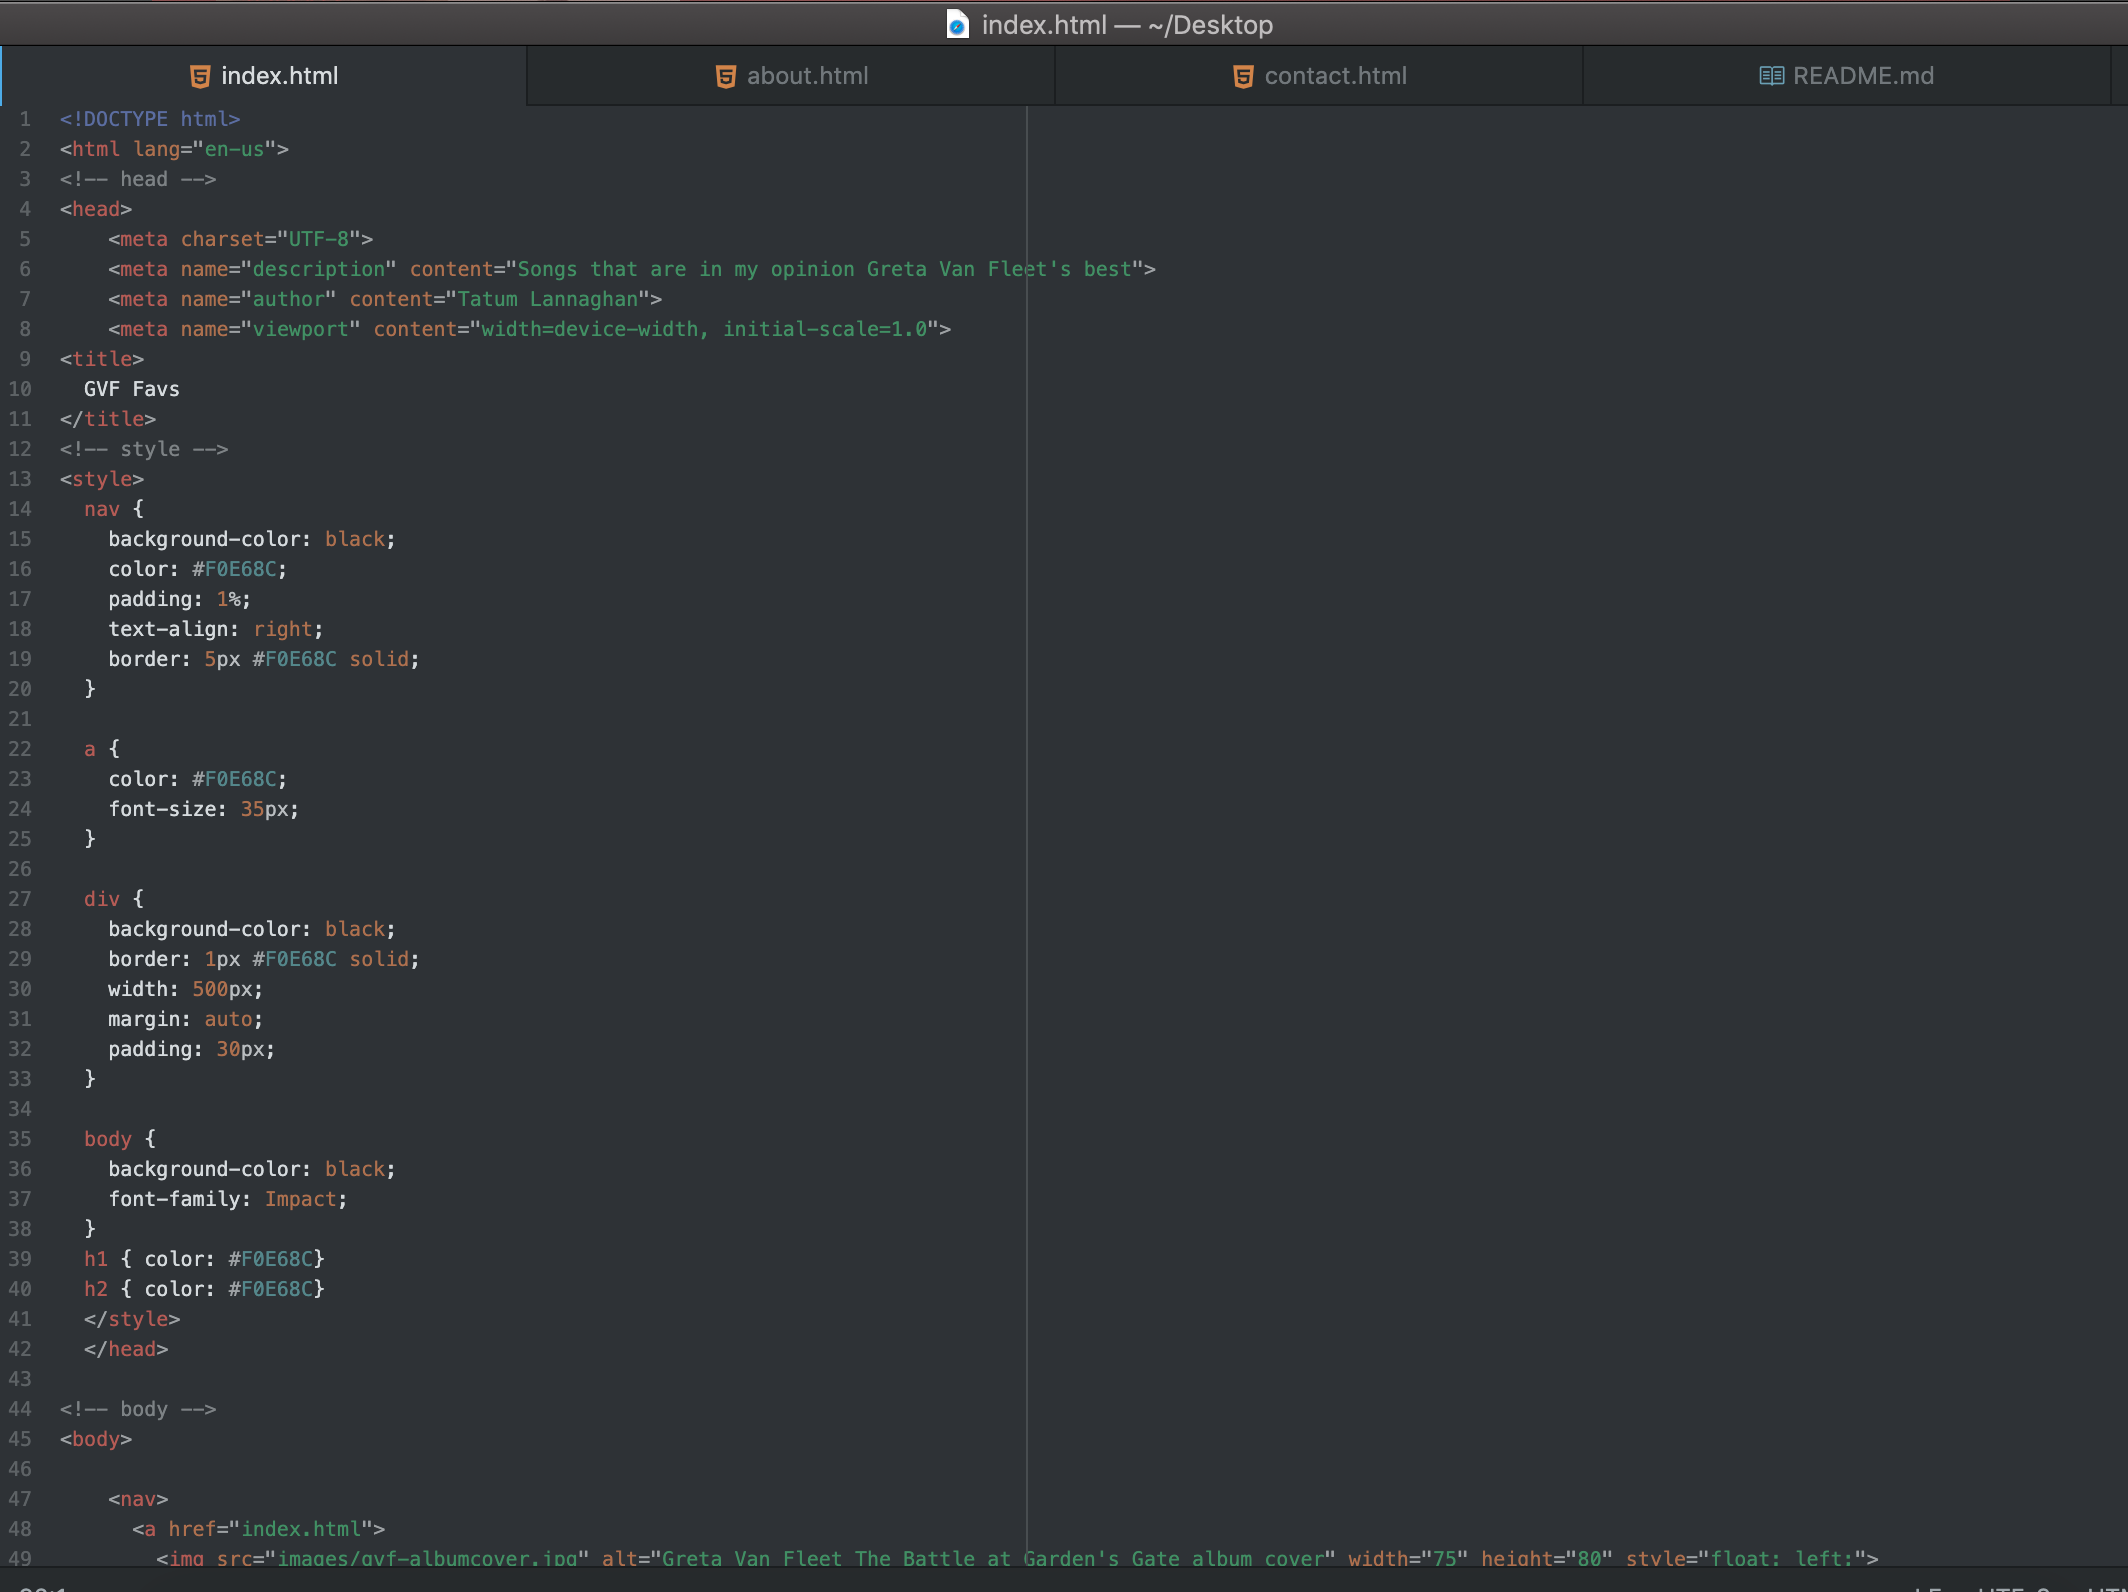 index.html — ~/Desktop
index.html
about.html
contact.html
README.md
1 <!DOCTYPE html>
2 <html lang="en-us">
3 <!-- head -->
4 <head>
5     <meta charset="UTF-8">
6     <meta name="description" content="Songs that are in my opinion Greta Van Fleet's best">
7     <meta name="author" content="Tatum Lannaghan">
8     <meta name="viewport" content="width=device-width, initial-scale=1.0">
9 <title>
10   GVF Favs
11 </title>
12 <!-- style -->
13 <style>
14   nav {
15     background-color: black;
16     color: #F0E68C;
17     padding: 1%;
18     text-align: right;
19     border: 5px #F0E68C solid;
20   }
21
22   a {
23     color: #F0E68C;
24     font-size: 35px;
25   }
26
27   div {
28     background-color: black;
29     border: 1px #F0E68C solid;
30     width: 500px;
31     margin: auto;
32     padding: 30px;
33   }
34
35   body {
36     background-color: black;
37     font-family: Impact;
38   }
39   h1 { color: #F0E68C}
40   h2 { color: #F0E68C}
41   </style>
42   </head>
43
44 <!-- body -->
45 <body>
46
47     <nav>
48       <a href="index.html">
49         <img src="images/gvf-albumcover.jpg" alt="Greta Van Fleet The Battle at Garden's Gate album cover" width="75" height="80" style="float: left;">